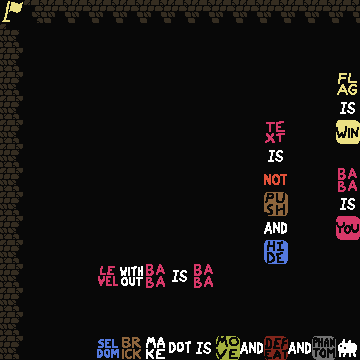 FLAG IS WIN
TEXT IS NOT PUSH AND HIDE
BABA IS YOU
LEVEL WITHOUT BABA IS BABA
SELDOM BRICK MAKE DOT IS MOVE AND DEFEAT AND PHANTOM